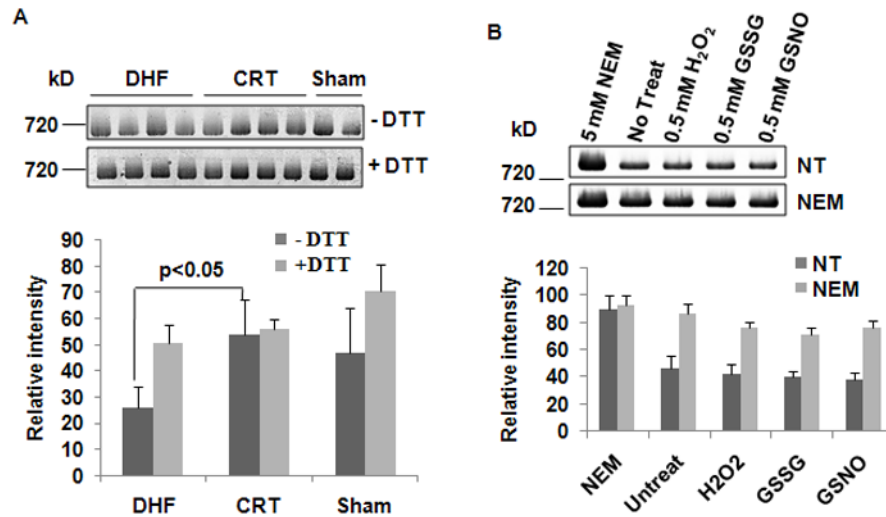 A
kD DHF CRT Sham
720 - DTT
720 + DTT
90
80
70
60
50
40
30
20
10
0
Relative intensity
p<0.05
- DTT
+DTT
DHF CRT Sham
B
kD
5 mM NEM
No Treat
0.5 mM H₂O₂
0.5 mM GSSG
0.5 mM GSNO
720 NT
720 NEM
120
100
80
60
40
20
0
Relative intensity
NT
NEM
NEM Untreat H2O2 GSSG GSNO